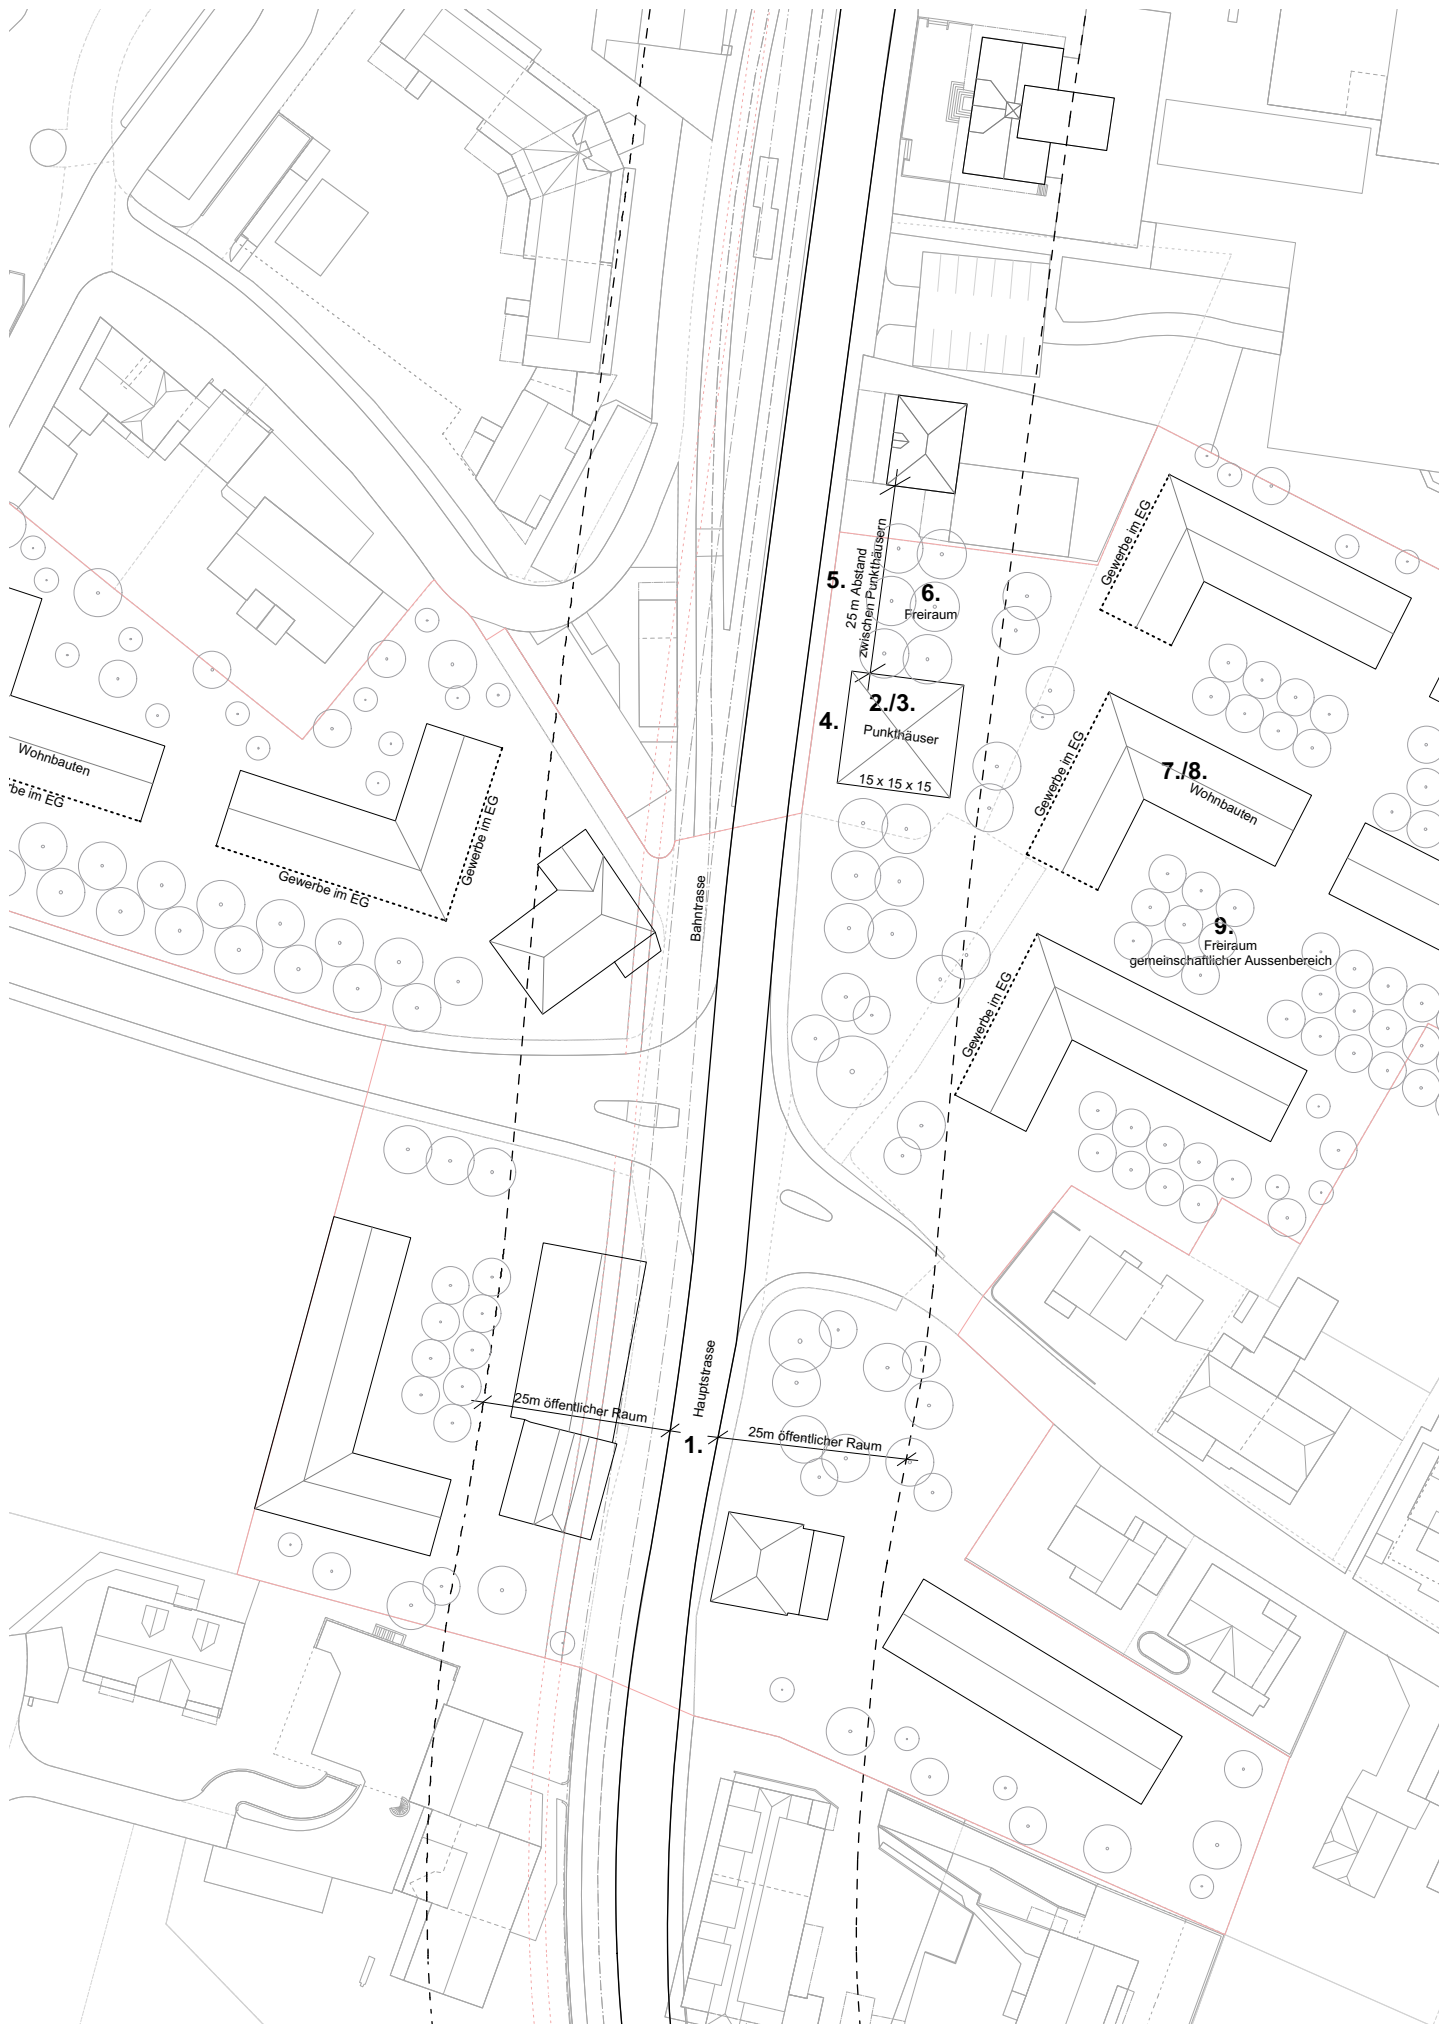 Gewerbe im EG
25 m Abstand
zwischen Punkthäusern
5.
6.
Freiraum
2./3.
4.
Punkthäuser
15 x 15 x 15
Gewerbe im EG
7./8.
Wohnbauten
Wohnbauten
be im EG
Gewerbe im EG
Gewerbe im EG
Bahntrasse
9.
Freiraum
gemeinschaftlicher Aussenbereich
Gewerbe im EG
Hauptstrasse
25m öffentlicher Raum
1.
25m öffentlicher Raum